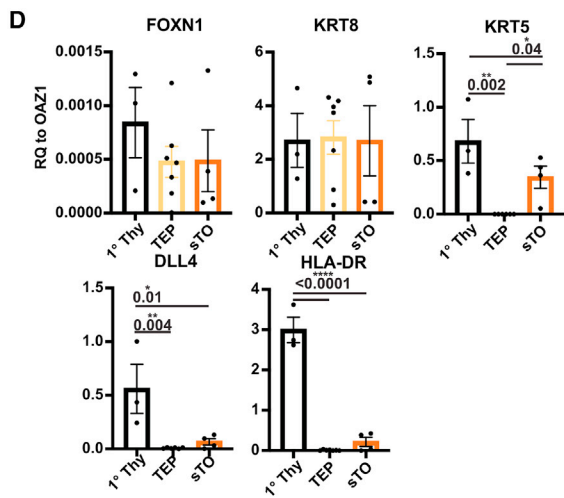 D
FOXN1
RQ to OAZ1
0.0015
0.0010
0.0005
0.0000
1° Thy
TEP
sTO
KRT8
6
4
2
0
1° Thy
TEP
sTO
KRT5
*
0.04
**
0.002
1.5
1.0
0.5
0.0
1° Thy
TEP
sTO
DLL4
*
0.01
**
0.004
1.5
1.0
0.5
0.0
1° Thy
TEP
sTO
HLA-DR
****
<0.0001
4
3
2
1
0
1° Thy
TEP
sTO